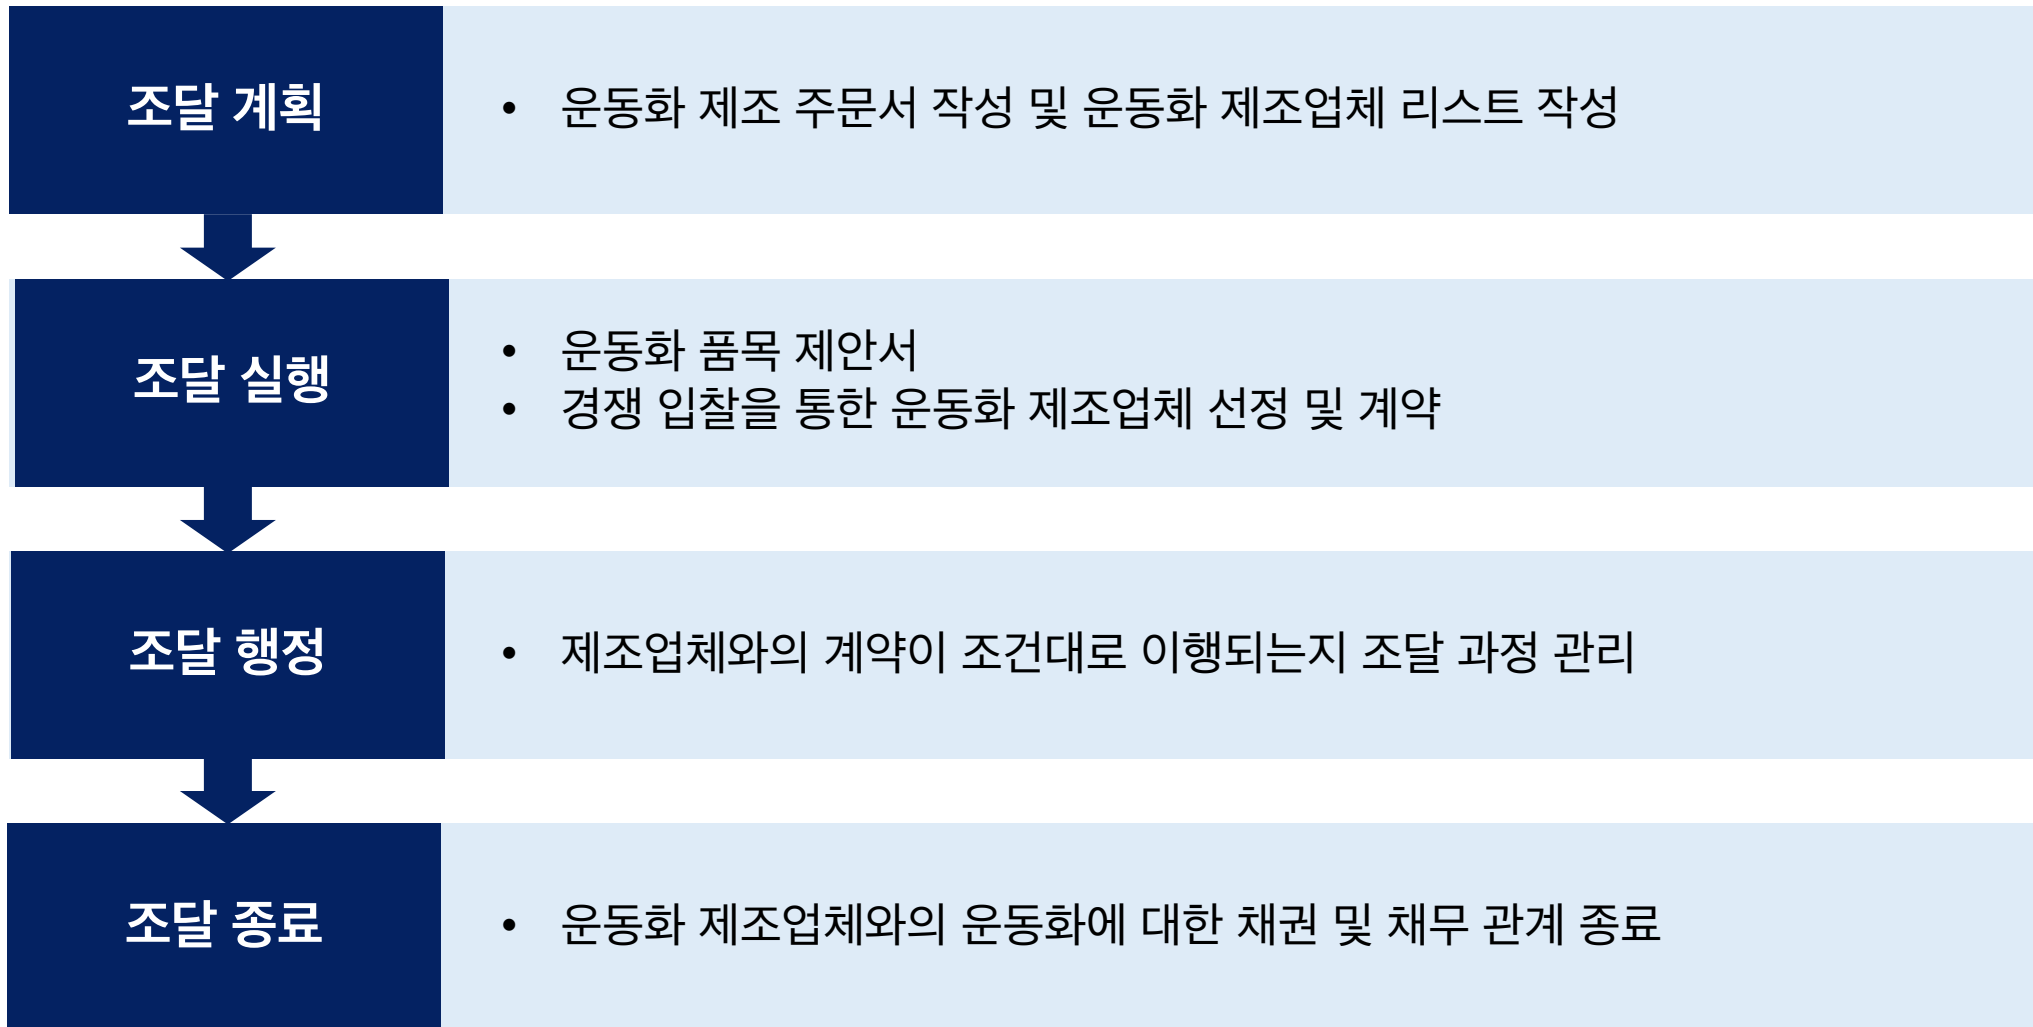 조달 계획
• 운동화 제조 주문서 작성 및 운동화 제조업체 리스트 작성
조달 실행
• 운동화 품목 제안서
• 경쟁 입찰을 통한 운동화 제조업체 선정 및 계약
조달 행정
• 제조업체와의 계약이 조건대로 이행되는지 조달 과정 관리
조달 종료
• 운동화 제조업체와의 운동화에 대한 채권 및 채무 관계 종료